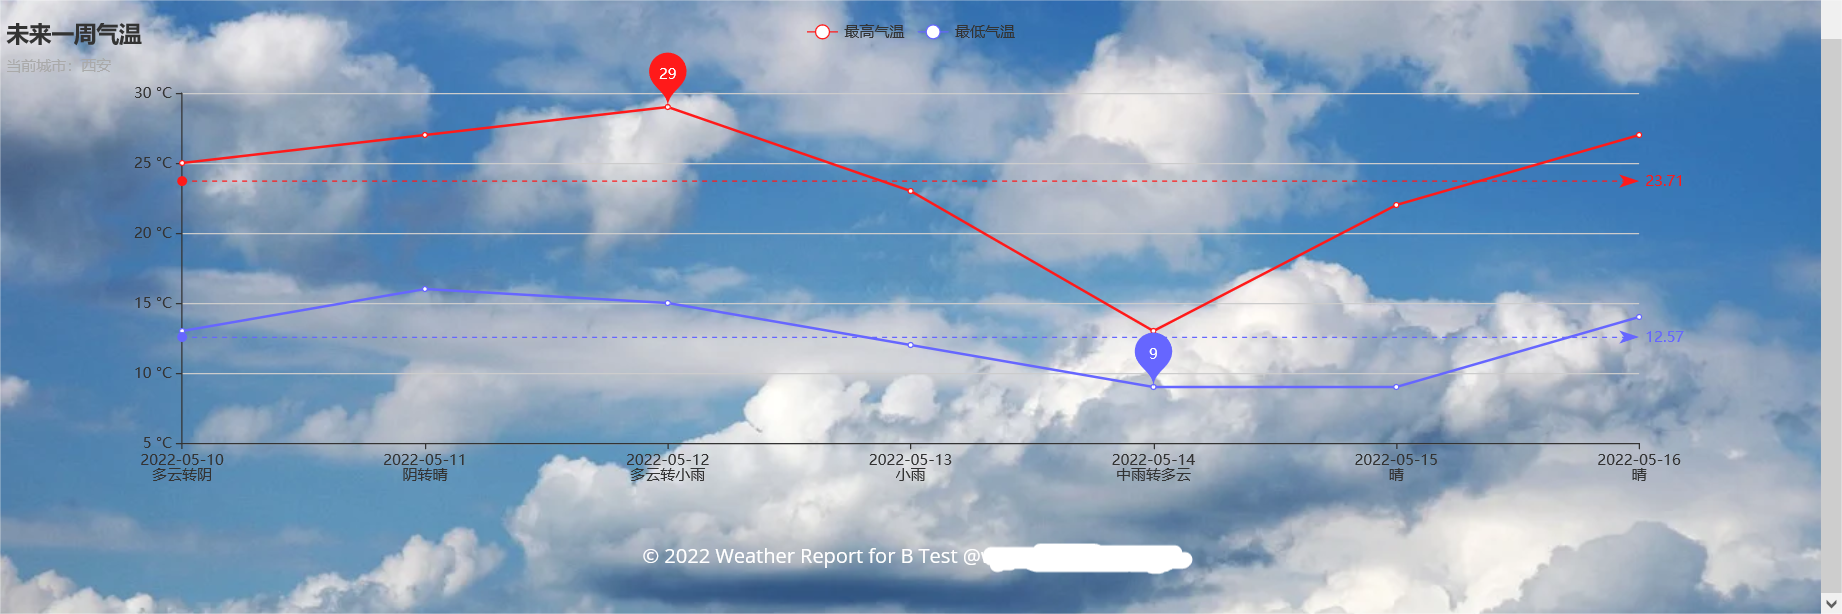 未来一周气温
当前城市：西安
最高气温 最低气温
29
30 °C
25 °C
23.71
20 °C
15 °C
12.57
9
10 °C
5 °C
2022-05-10 2022-05-11 2022-05-12 2022-05-13 2022-05-14 2022-05-15 2022-05-16
多云转阴 阴转晴 多云转小雨 小雨 中雨转多云 晴 晴
© 2022 Weather Report for B Test